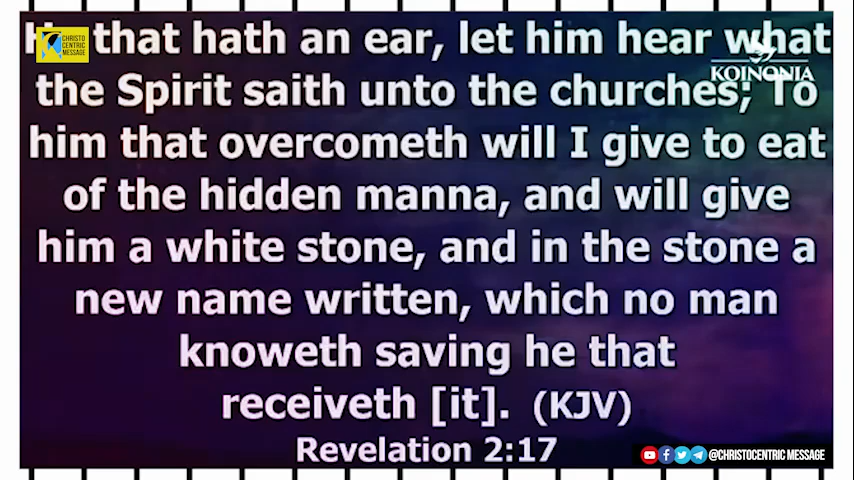 CHRISTO
CENTRIC
MESSAGE
He that hath an ear, let him hear what
KOINONIA
the Spirit saith unto the churches; To
him that overcometh will I give to eat
of the hidden manna, and will give
him a white stone, and in the stone a
new name written, which no man
knoweth saving he that
receiveth [it]. (KJV)
Revelation 2:17
@CHRISTOCENTRIC MESSAGE